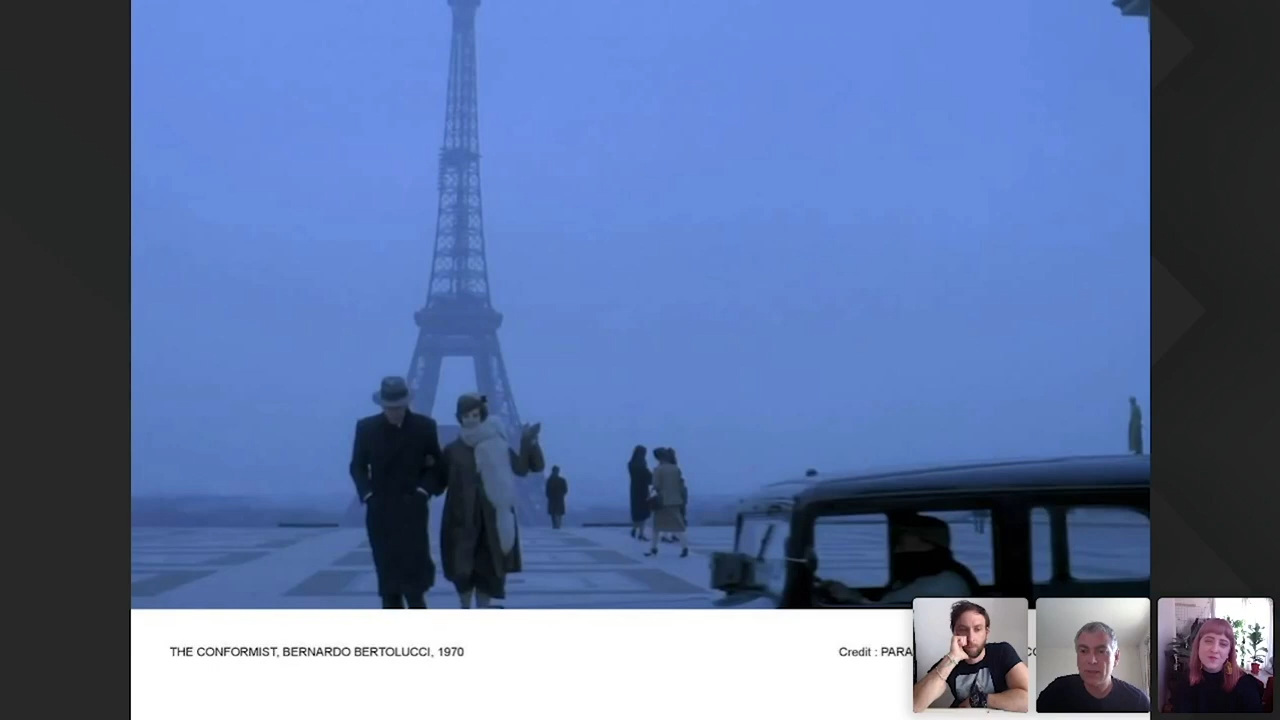 THE CONFORMIST, BERNARDO BERTOLUCCI, 1970
Credit : PARA